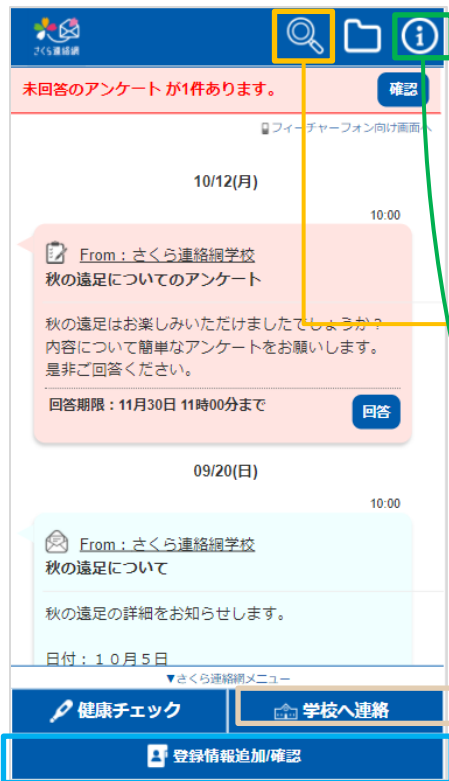 さくら連絡網
未回答のアンケート が1件あります。
確認
フィーチャーフォン向け画面へ
10/12(月)
10:00
From：さくら連絡網学校
秋の遠足についてのアンケート
秋の遠足はお楽しみいただけましたでしょうか？
内容について簡単なアンケートをお願いします。
是非ご回答ください。
回答期限：11月30日 11時00分まで
回答
09/20(日)
10:00
From：さくら連絡網学校
秋の遠足について
秋の遠足の詳細をお知らせします。
日付：１０月５日
▼さくら連絡網メニュー
健康チェック
学校へ連絡
登録情報追加/確認